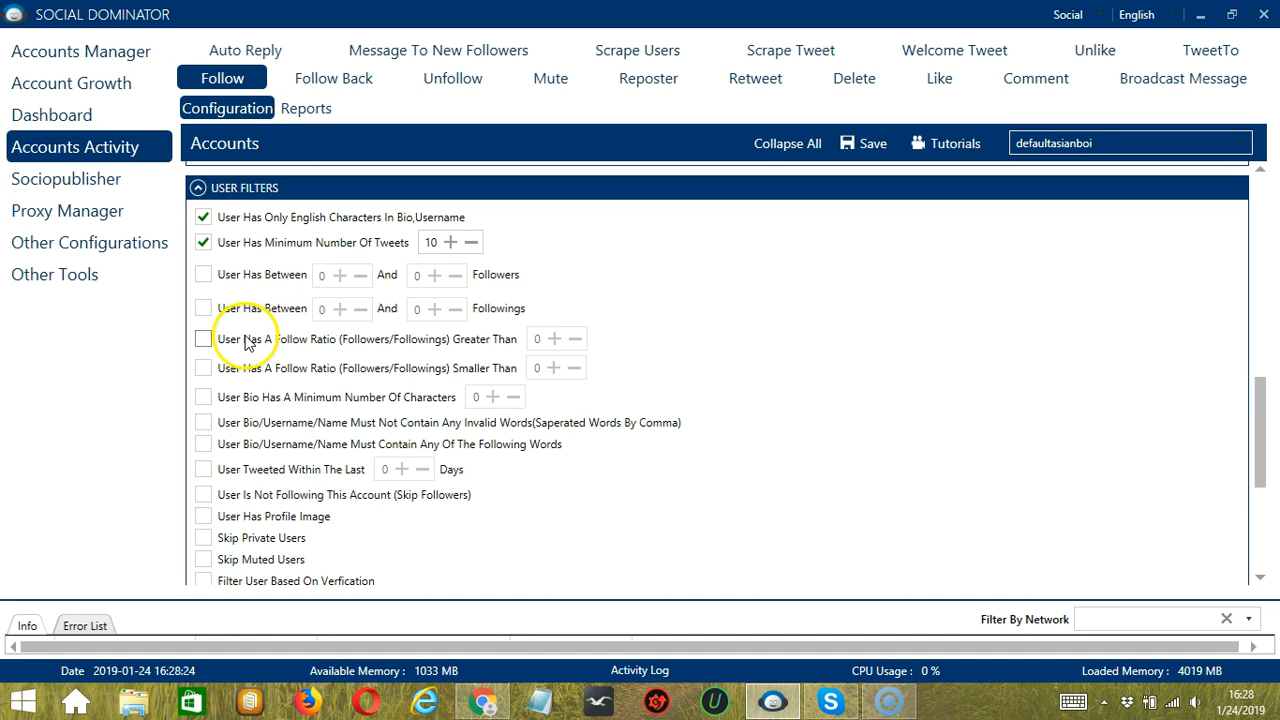 SOCIAL DOMINATOR
Social English
Accounts Manager
Account Growth
Dashboard
Accounts Activity
Sociopublisher
Proxy Manager
Other Configurations
Other Tools
Auto Reply Message To New Followers Scrape Users Scrape Tweet Welcome Tweet Unlike TweetTo
Follow Follow Back Unfollow Mute Reposter Retweet Delete Like Comment Broadcast Message
Configuration Reports
Accounts Collapse All Save Tutorials defaultasianboi
USER FILTERS
User Has Only English Characters In Bio,Username
User Has Minimum Number Of Tweets 10
User Has Between 0 And 0 Followers
User Has Between 0 And 0 Followings
User Has A Follow Ratio (Followers/Followings) Greater Than 0
User Has A Follow Ratio (Followers/Followings) Smaller Than 0
User Bio Has A Minimum Number Of Characters 0
User Bio/Username/Name Must Not Contain Any Invalid Words(Saperated Words By Comma)
User Bio/Username/Name Must Contain Any Of The Following Words
User Tweeted Within The Last 0 Days
User Is Not Following This Account (Skip Followers)
User Has Profile Image
Skip Private Users
Skip Muted Users
Filter User Based On Verfication
Info Error List Filter By Network
Date 2019-01-24 16:28:24 Available Memory : 1033 MB Activity Log CPU Usage : 0 % Loaded Memory : 4019 MB
16:28
1/24/2019